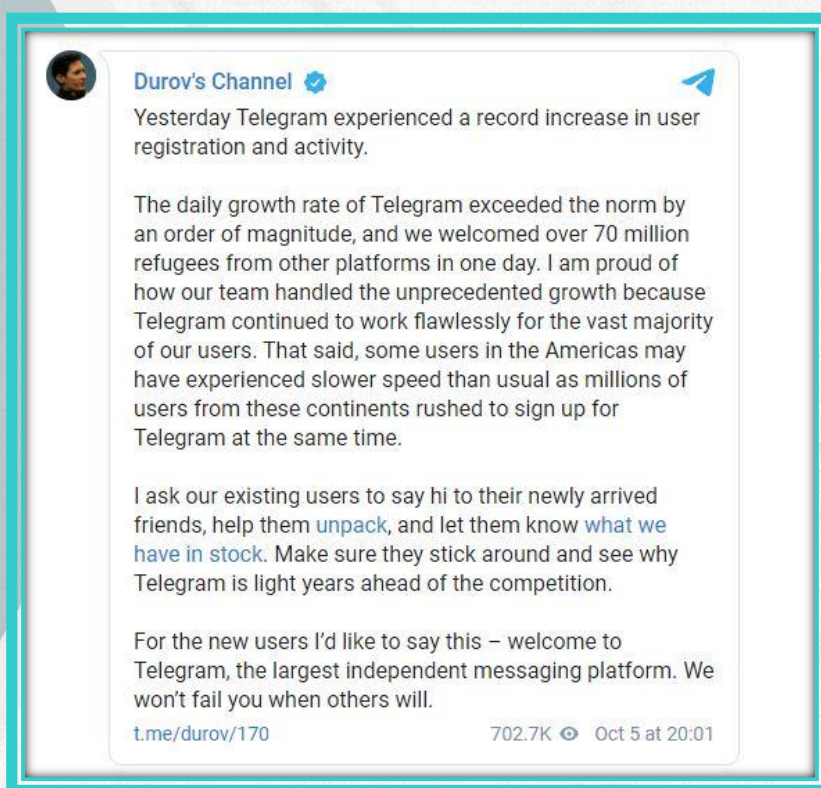 Durov's Channel
Yesterday Telegram experienced a record increase in user
registration and activity.
The daily growth rate of Telegram exceeded the norm by
an order of magnitude, and we welcomed over 70 million
refugees from other platforms in one day. I am proud of
how our team handled the unprecedented growth because
Telegram continued to work flawlessly for the vast majority
of our users. That said, some users in the Americas may
have experienced slower speed than usual as millions of
users from these continents rushed to sign up for
Telegram at the same time.
I ask our existing users to say hi to their newly arrived
friends, help them unpack, and let them know what we
have in stock. Make sure they stick around and see why
Telegram is light years ahead of the competition.
For the new users I’d like to say this – welcome to
Telegram, the largest independent messaging platform. We
won’t fail you when others will.
t.me/durov/170 702.7K Oct 5 at 20:01